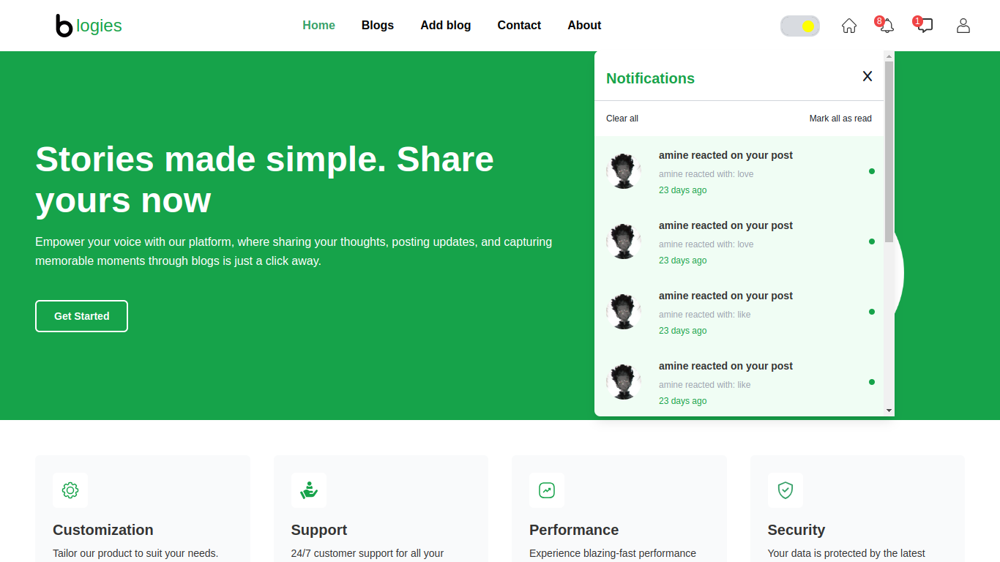 blogies
Home Blogs Add blog Contact About
8
1
Notifications
Clear all Mark all as read
amine reacted on your post
amine reacted with: love
23 days ago
amine reacted on your post
amine reacted with: love
23 days ago
amine reacted on your post
amine reacted with: like
23 days ago
amine reacted on your post
amine reacted with: like
23 days ago
Stories made simple. Share
yours now
Empower your voice with our platform, where sharing your thoughts, posting updates, and capturing
memorable moments through blogs is just a click away.
Get Started
Customization
Tailor our product to suit your needs.
Support
24/7 customer support for all your
Performance
Experience blazing-fast performance
Security
Your data is protected by the latest